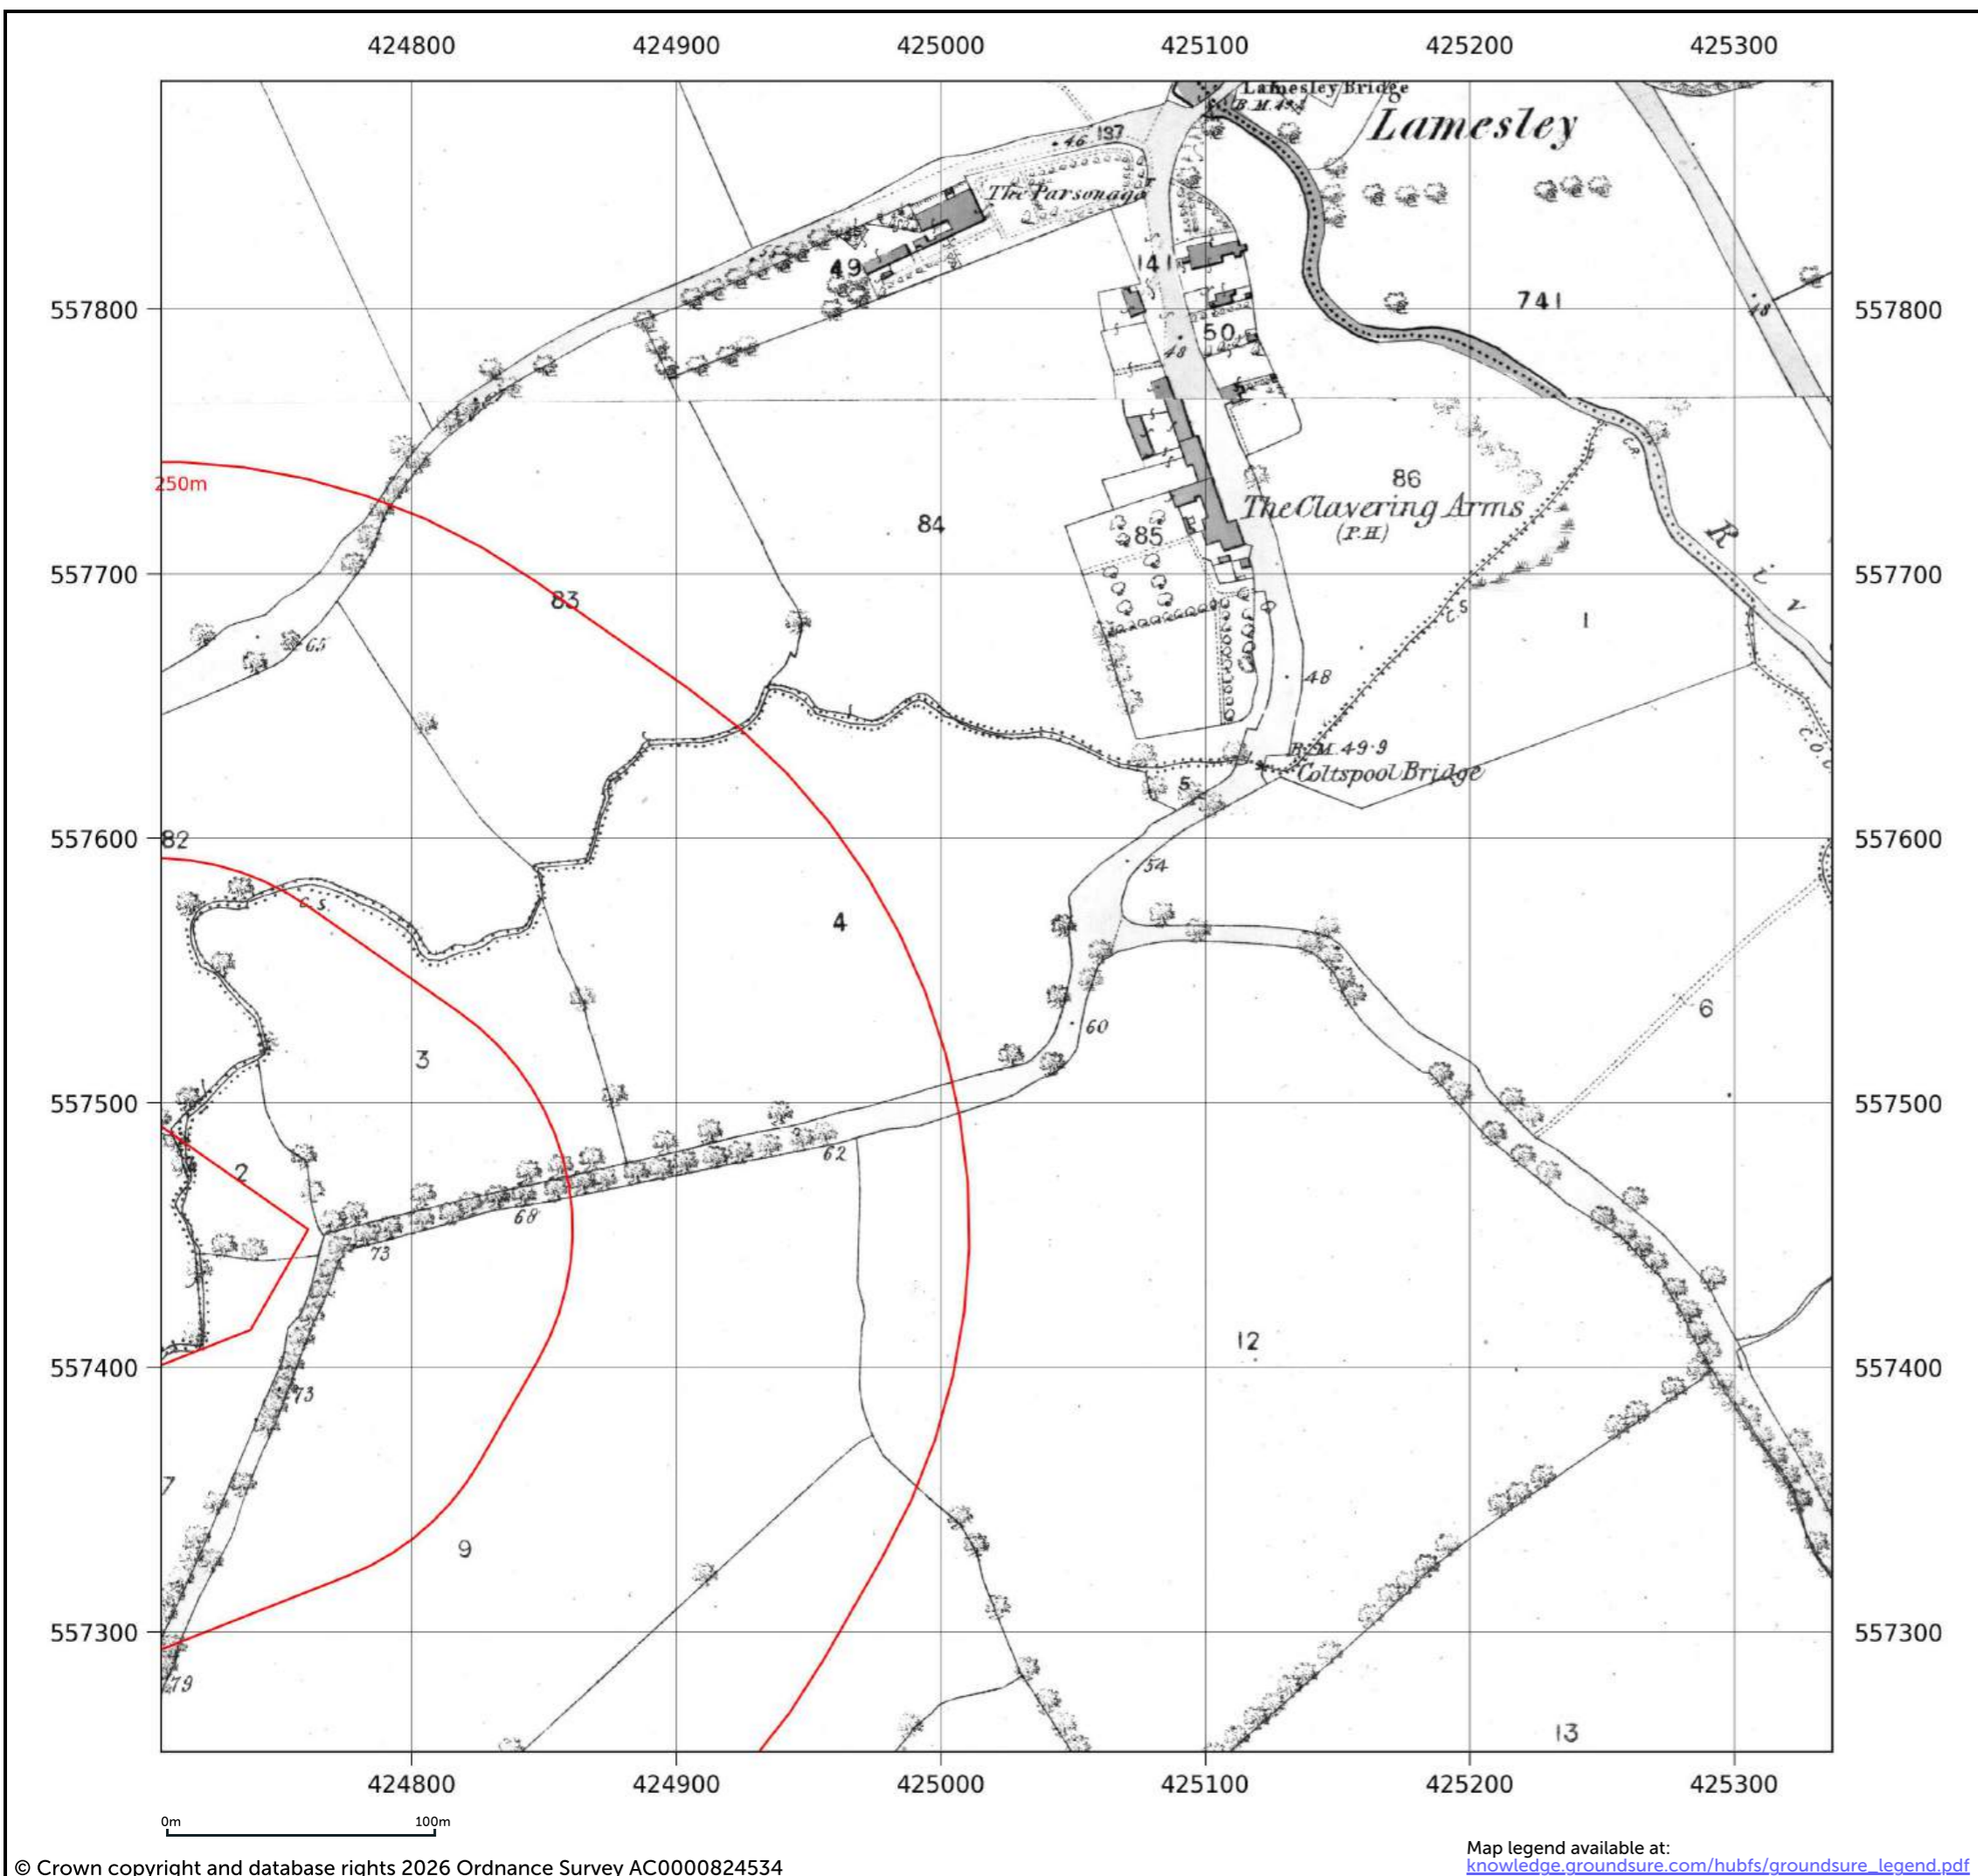 424800 424900 425000 425100 425200 425300
Lamesley Bridge
Lamesley
46 137
The Parsonage
49
141
741
557800 557800
48
50
48
250m
86
84
The Clavering Arms
(P.H.)
85
R i v
557700 557700
83
C.S.
1
65
48
B.M. 49·9
Coltspool Bridge
5
557600 557600
82
54
C.S.
4
6
60
3
557500 557500
62
2
68
73
12
557400 557400
73
7
9
557300 557300
79
13
424800 424900 425000 425100 425200 425300
0m 100m
Map legend available at:
© Crown copyright and database rights 2026 Ordnance Survey AC0000824534
knowledge.groundsure.com/hubfs/groundsure_legend.pdf